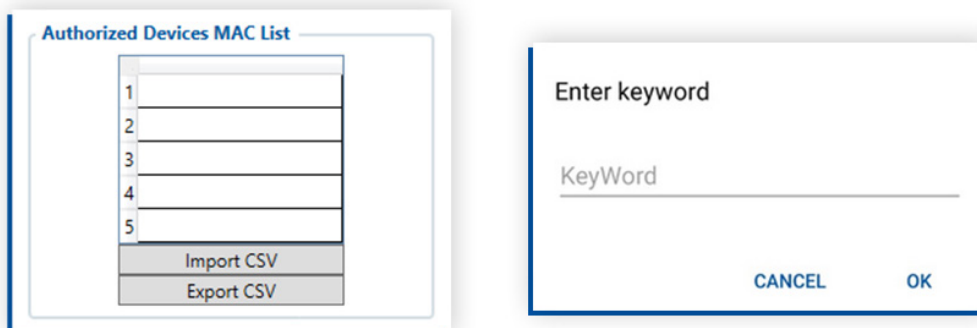 Authorized Devices MAC List
1
2
3
4
5
Import CSV
Export CSV
Enter keyword
KeyWord
CANCEL OK